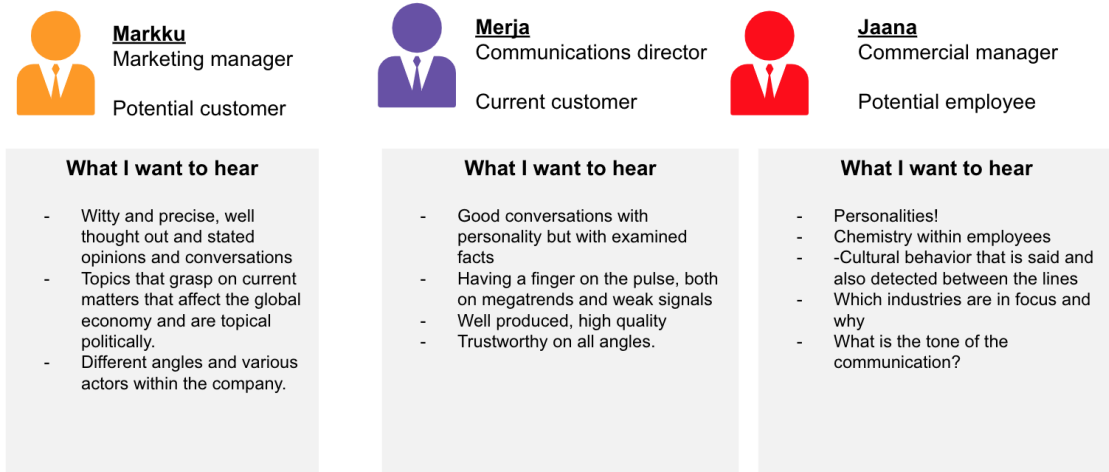 Markku
Marketing manager
Potential customer
Merja
Communications director
Current customer
Jaana
Commercial manager
Potential employee
What I want to hear
- Witty and precise, well
thought out and stated
opinions and conversations
- Topics that grasp on current
matters that affect the global
economy and are topical
politically.
- Different angles and various
actors within the company.
What I want to hear
- Good conversations with
personality but with examined
facts
- Having a finger on the pulse, both
on megatrends and weak signals
- Well produced, high quality
- Trustworthy on all angles.
What I want to hear
- Personalities!
- Chemistry within employees
- -Cultural behavior that is said and
also detected between the lines
- Which industries are in focus and
why
- What is the tone of the
communication?